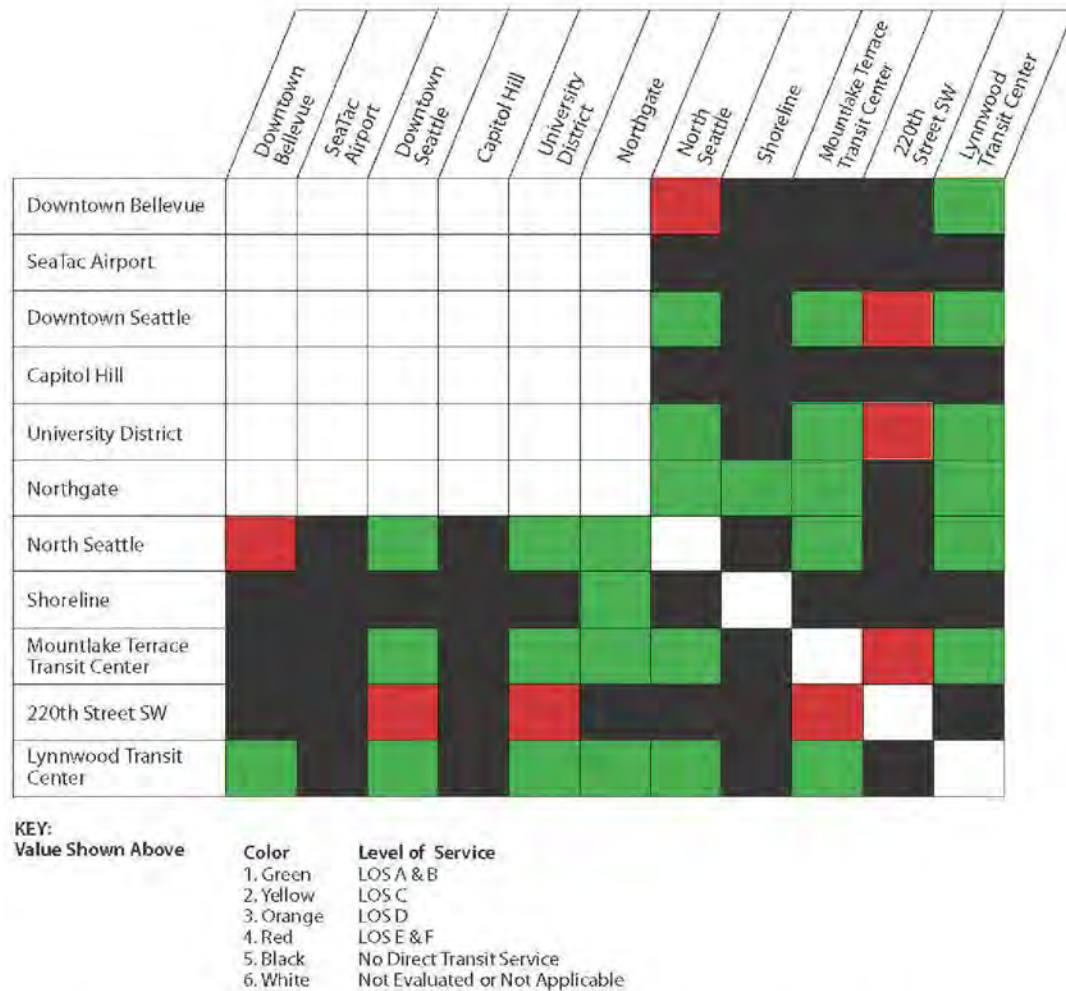 Downtown
Bellevue
SeaTac
Airport
Downtown
Seattle
Capitol Hill
University
District
Northgate
North
Seattle
Shoreline
Mountlake Terrace
Transit Center
220th
Street SW
Lynnwood
Transit Center
Downtown Bellevue
SeaTac Airport
Downtown Seattle
Capitol Hill
University District
Northgate
North Seattle
Shoreline
Mountlake Terrace
Transit Center
220th Street SW
Lynnwood Transit
Center
KEY:
Value Shown Above
Color Level of Service
1. Green LOS A & B
2. Yellow LOS C
3. Orange LOS D
4. Red LOS E & F
5. Black No Direct Transit Service
6. White Not Evaluated or Not Applicable